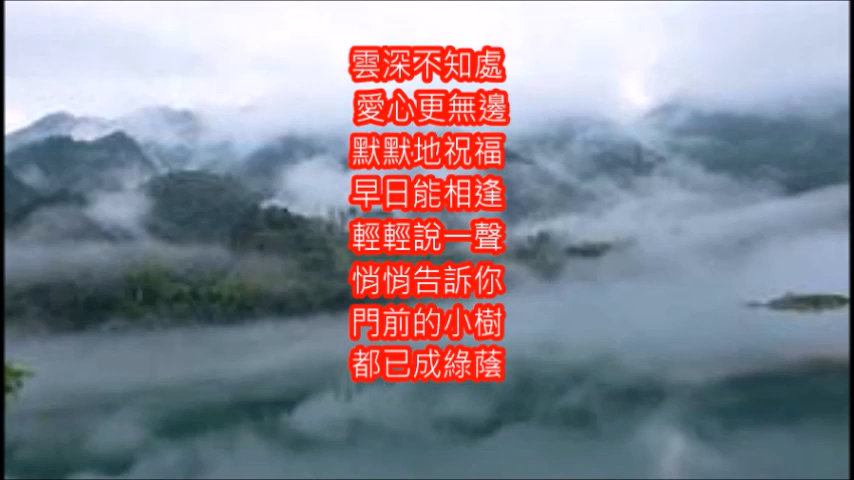 雲深不知處
愛心更無邊
默默地祝福
早日能相逢
輕輕說一聲
悄悄告訴你
門前的小樹
都已成綠蔭